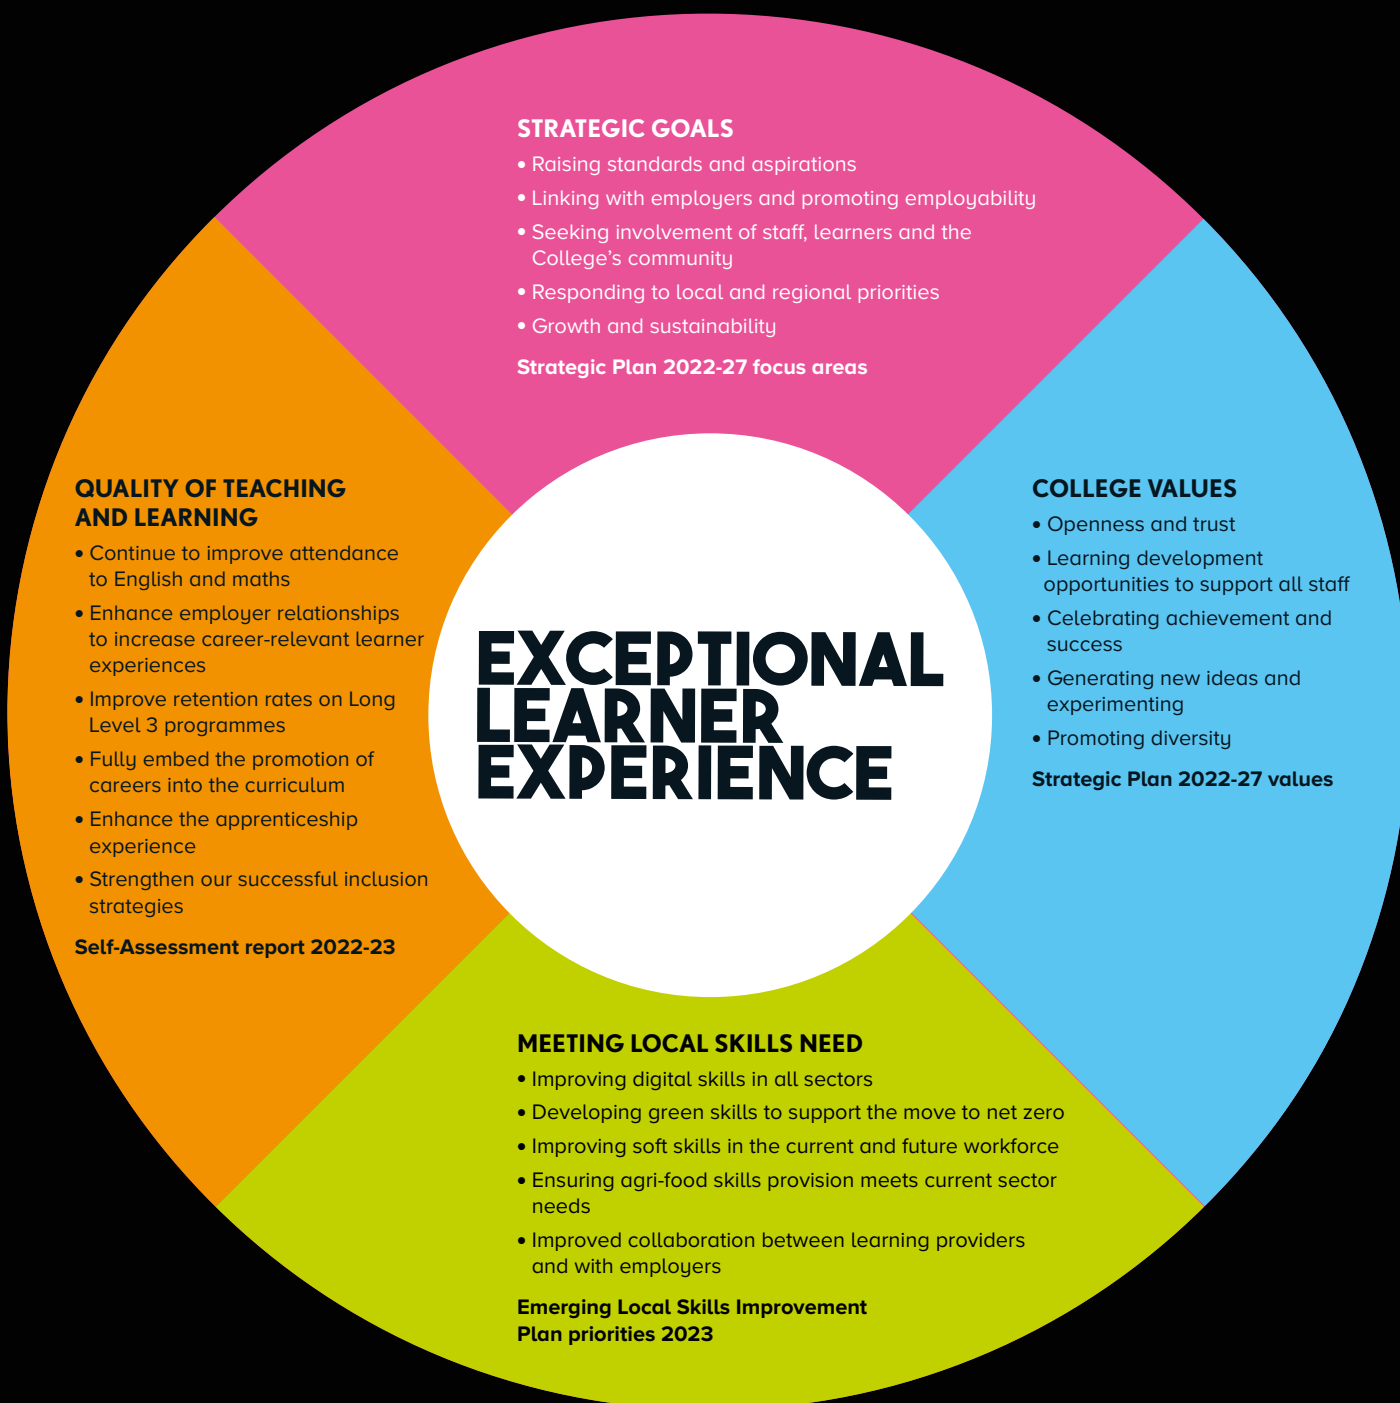 STRATEGIC GOALS
• Raising standards and aspirations
• Linking with employers and promoting employability
• Seeking involvement of staff, learners and the
College's community
• Responding to local and regional priorities
• Growth and sustainability
Strategic Plan 2022-27 focus areas
QUALITY OF TEACHING
AND LEARNING
• Continue to improve attendance
to English and maths
• Enhance employer relationships
to increase career-relevant learner
experiences
• Improve retention rates on Long
Level 3 programmes
• Fully embed the promotion of
careers into the curriculum
• Enhance the apprenticeship
experience
• Strengthen our successful inclusion
strategies
Self-Assessment report 2022-23
EXCEPTIONAL
LEARNER
EXPERIENCE
COLLEGE VALUES
• Openness and trust
• Learning development
opportunities to support all staff
• Celebrating achievement and
success
• Generating new ideas and
experimenting
• Promoting diversity
Strategic Plan 2022-27 values
MEETING LOCAL SKILLS NEED
• Improving digital skills in all sectors
• Developing green skills to support the move to net zero
• Improving soft skills in the current and future workforce
• Ensuring agri-food skills provision meets current sector
needs
• Improved collaboration between learning providers
and with employers
Emerging Local Skills Improvement
Plan priorities 2023